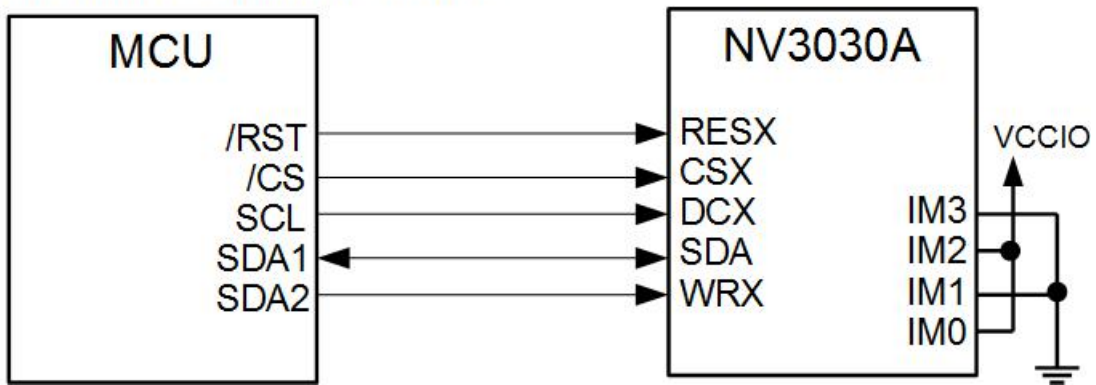 MCU
/RST
/CS
SCL
SDA1
SDA2
NV3030A
RESX
CSX
DCX
SDA
WRX
VCCIO
IM3
IM2
IM1
IM0